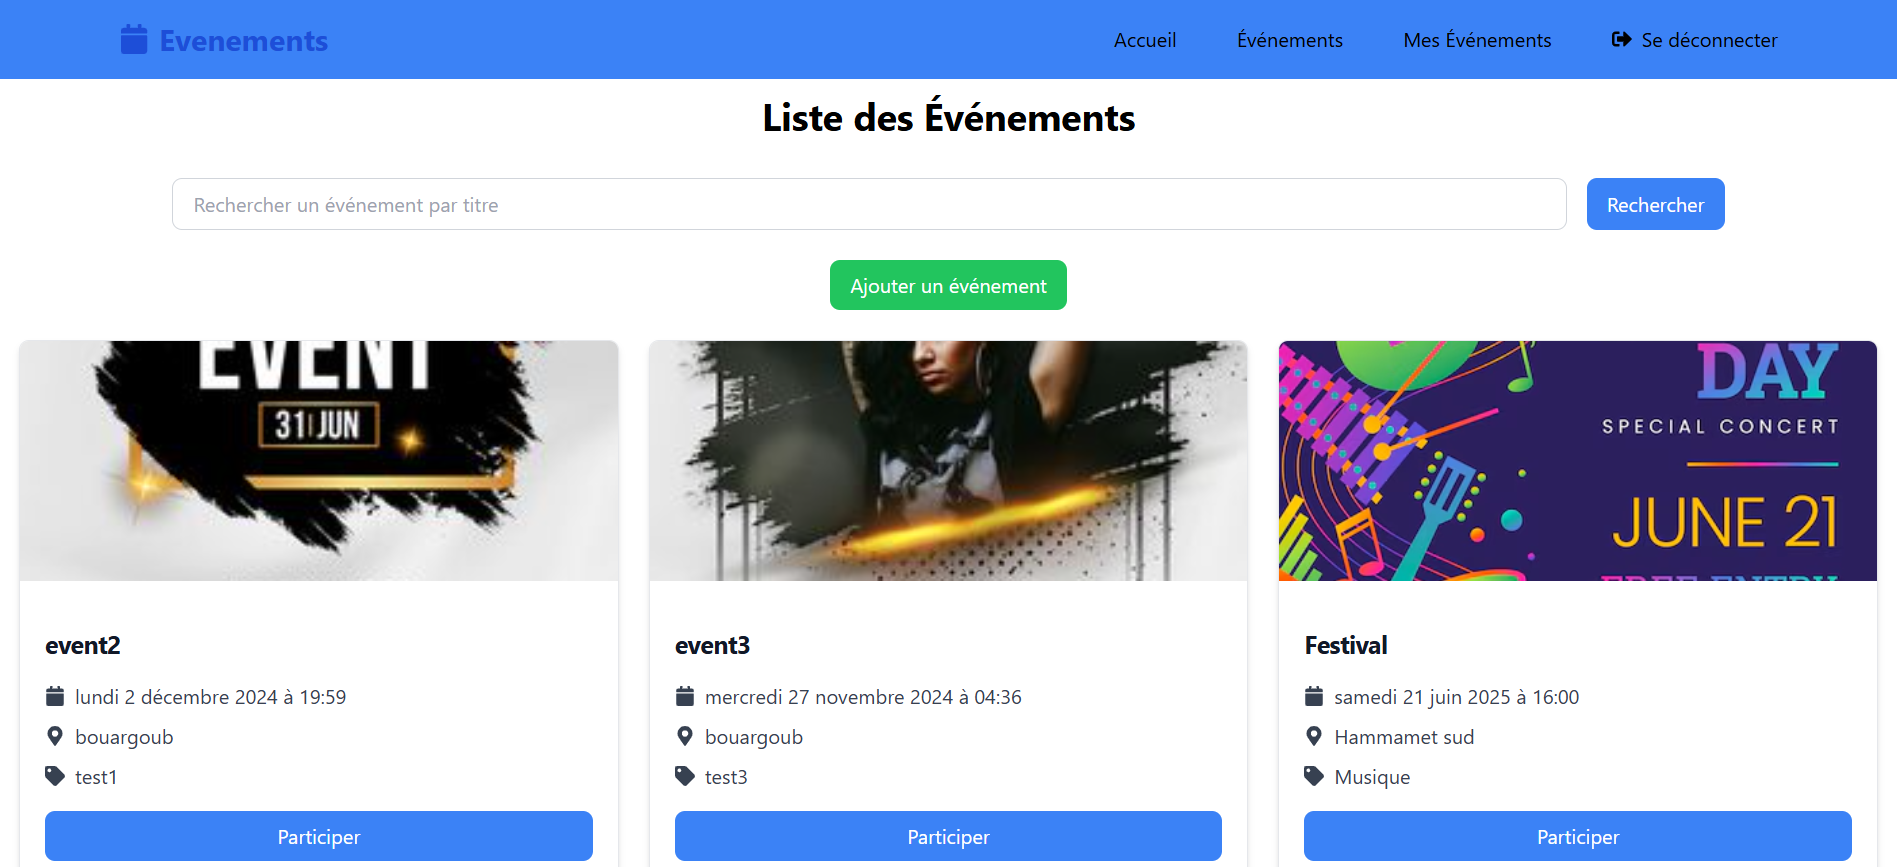 Evenements
Accueil
Événements
Mes Événements
Se déconnecter
Liste des Événements
Rechercher un événement par titre
Rechercher
Ajouter un événement
EVENT
31 JUN
DAY
SPECIAL CONCERT
JUNE 21
FREE ENTRY
event2
lundi 2 décembre 2024 à 19:59
bouargoub
test1
Participer
event3
mercredi 27 novembre 2024 à 04:36
bouargoub
test3
Participer
Festival
samedi 21 juin 2025 à 16:00
Hammamet sud
Musique
Participer